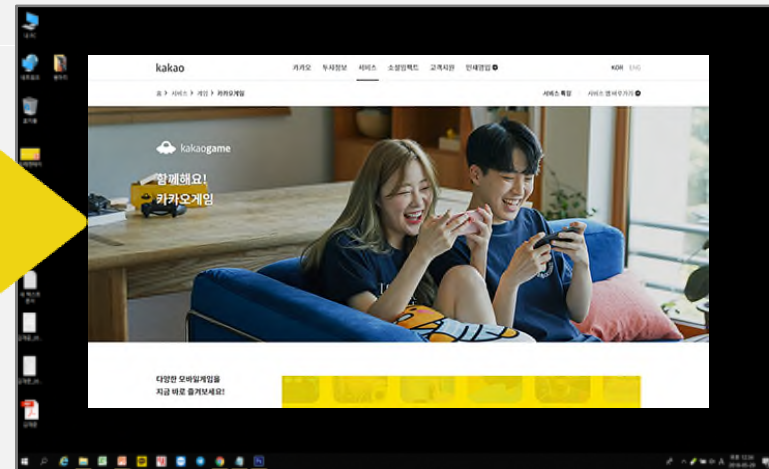 kakao
카카오 투자정보 서비스 소셜임팩트 고객지원 인재영입
KOR ENG
홈 > 서비스 > 게임 > 카카오게임
서비스 특징 서비스 앱 바로가기
kakaogame
함께해요!
카카오게임
다양한 모바일게임을
지금 바로 즐겨보세요!